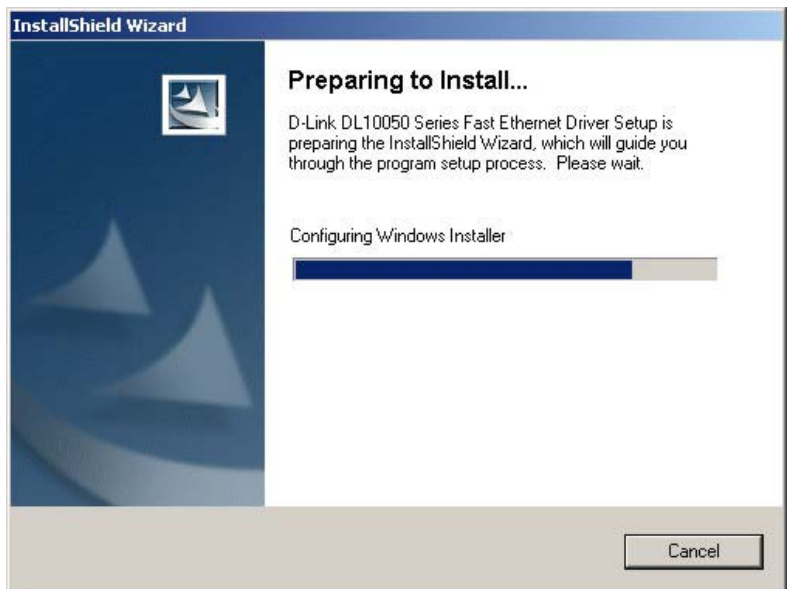 InstallShield Wizard
Preparing to Install...
D-Link DL10050 Series Fast Ethernet Driver Setup is
preparing the InstallShield Wizard, which will guide you
through the program setup process.  Please wait.
Configuring Windows Installer
Cancel